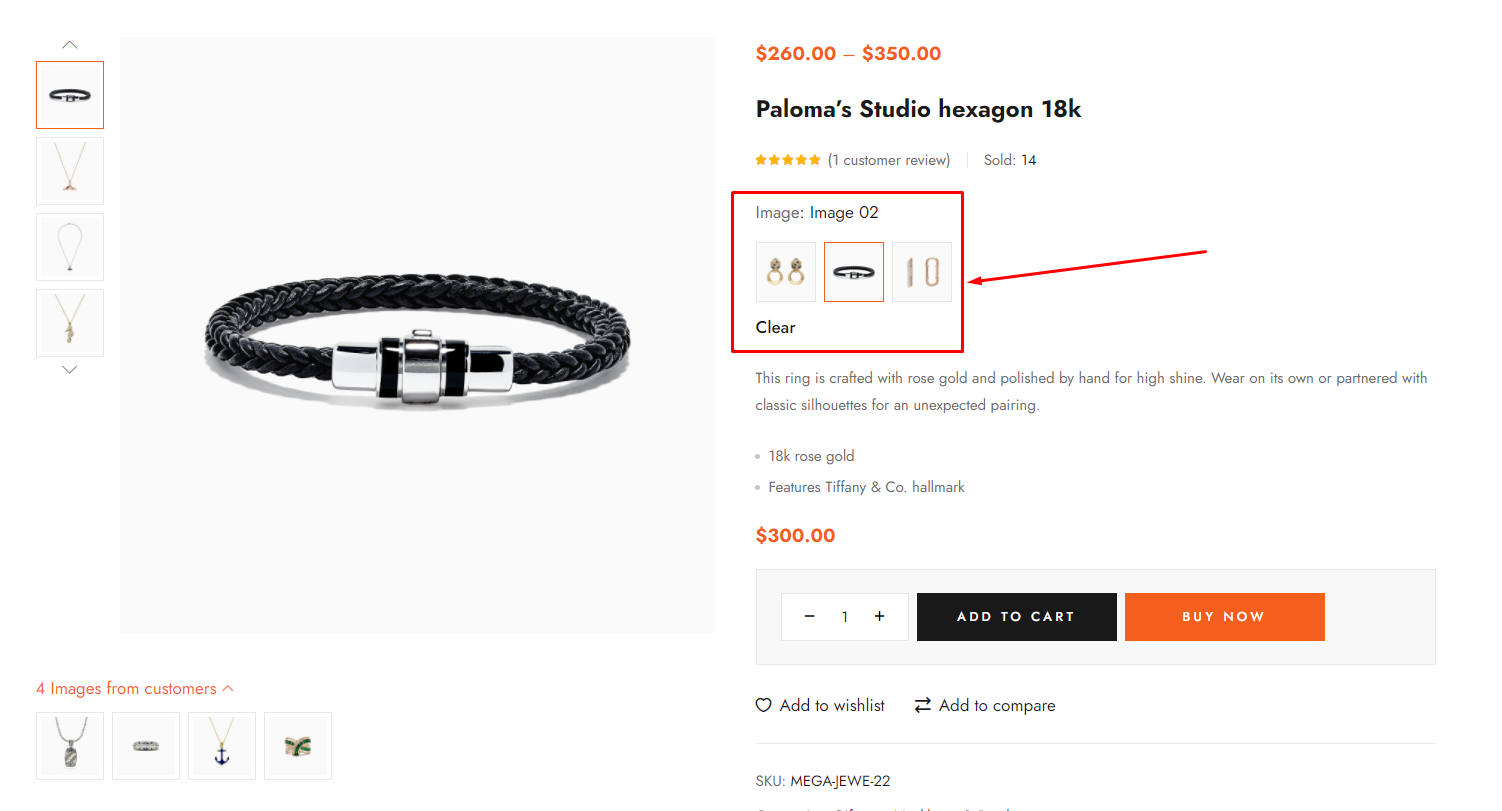 $260.00 – $350.00
Paloma’s Studio hexagon 18k
(1 customer review) Sold: 14
Image: Image 02
Clear
This ring is crafted with rose gold and polished by hand for high shine. Wear on its own or partnered with
classic silhouettes for an unexpected pairing.
18k rose gold
Features Tiffany & Co. hallmark
$300.00
− 1 + ADD TO CART BUY NOW
4 Images from customers
Add to wishlist Add to compare
SKU: MEGA-JEWE-22